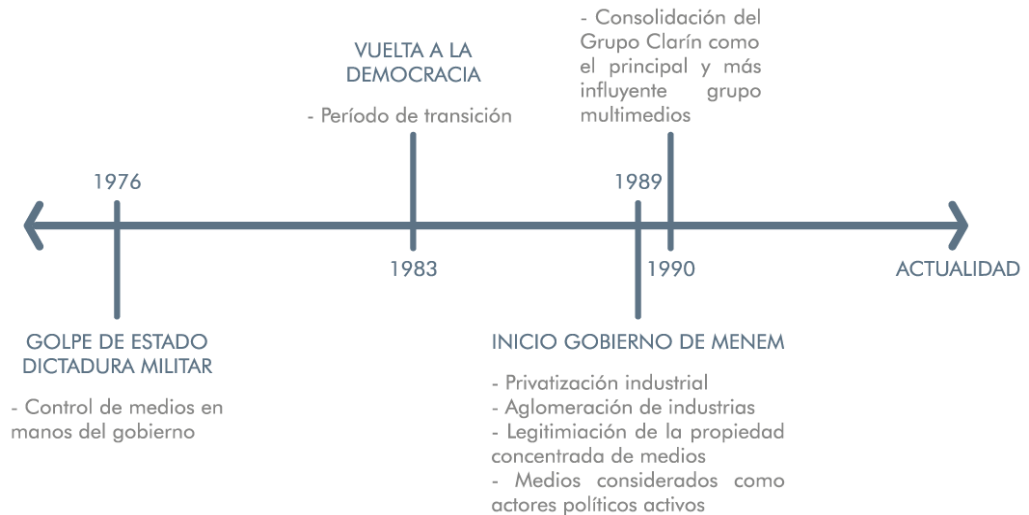 1976
GOLPE DE ESTADO
DICTADURA MILITAR
- Control de medios en
manos del gobierno
VUELTA A LA
DEMOCRACIA
- Período de transición
1983
1989
INICIO GOBIERNO DE MENEM
- Privatización industrial
- Aglomeración de industrias
- Legitimiación de la propiedad
concentrada de medios
- Medios considerados como
actores políticos activos
- Consolidación del
Grupo Clarín como
el principal y más
influyente grupo
multimedios
1990
ACTUALIDAD